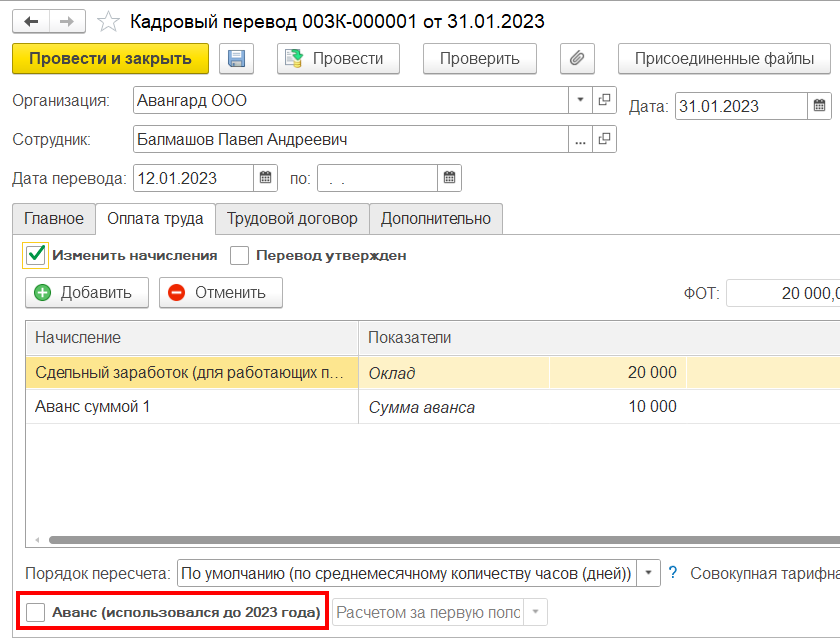 Кадровый перевод 003К-000001 от 31.01.2023
Провести и закрыть Провести Проверить Присоединенные файлы
Организация: Авангард ООО Дата: 31.01.2023
Сотрудник: Балмашов Павел Андреевич ...
Дата перевода: 12.01.2023 по: . .
Главное Оплата труда Трудовой договор Дополнительно
Изменить начисления Перевод утвержден
Добавить Отменить ФОТ: 20 000,0
Начисление Показатели
Сдельный заработок (для работающих п... Оклад 20 000
Аванс суммой 1 Сумма аванса 10 000
Порядок пересчета: По умолчанию (по среднемесячному количеству часов (дней)) ? Совокупная тарифна
Аванс (использовался до 2023 года) Расчетом за первую поло